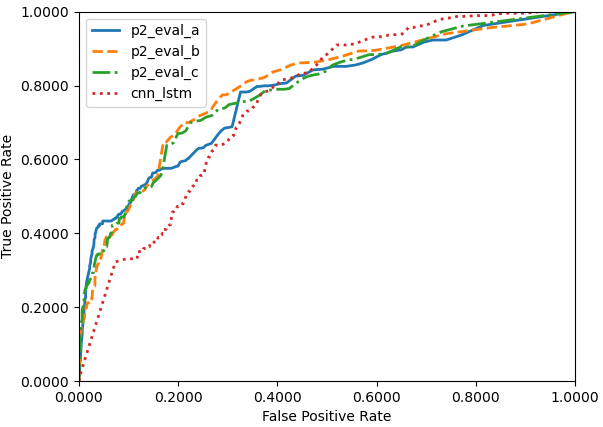 1.0000
0.8000
0.6000
0.4000
0.2000
0.0000
True Positive Rate
p2_eval_a
p2_eval_b
p2_eval_c
cnn_lstm
0.0000 0.2000 0.4000 0.6000 0.8000 1.0000
False Positive Rate